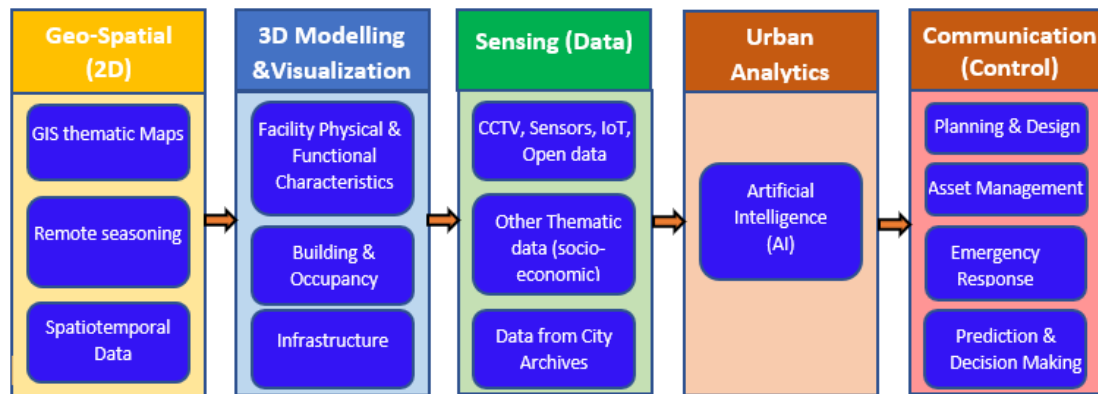 Geo-Spatial
(2D)
GIS thematic Maps
Remote seasoning
Spatiotemporal
Data
3D Modelling
&Visualization
Facility Physical &
Functional
Characteristics
Building &
Occupancy
Infrastructure
Sensing (Data)
CCTV, Sensors, IoT,
Open data
Other Thematic
data (socio-
economic)
Data from City
Archives
Urban
Analytics
Artificial
Intelligence
(AI)
Communication
(Control)
Planning & Design
Asset Management
Emergency
Response
Prediction &
Decision Making